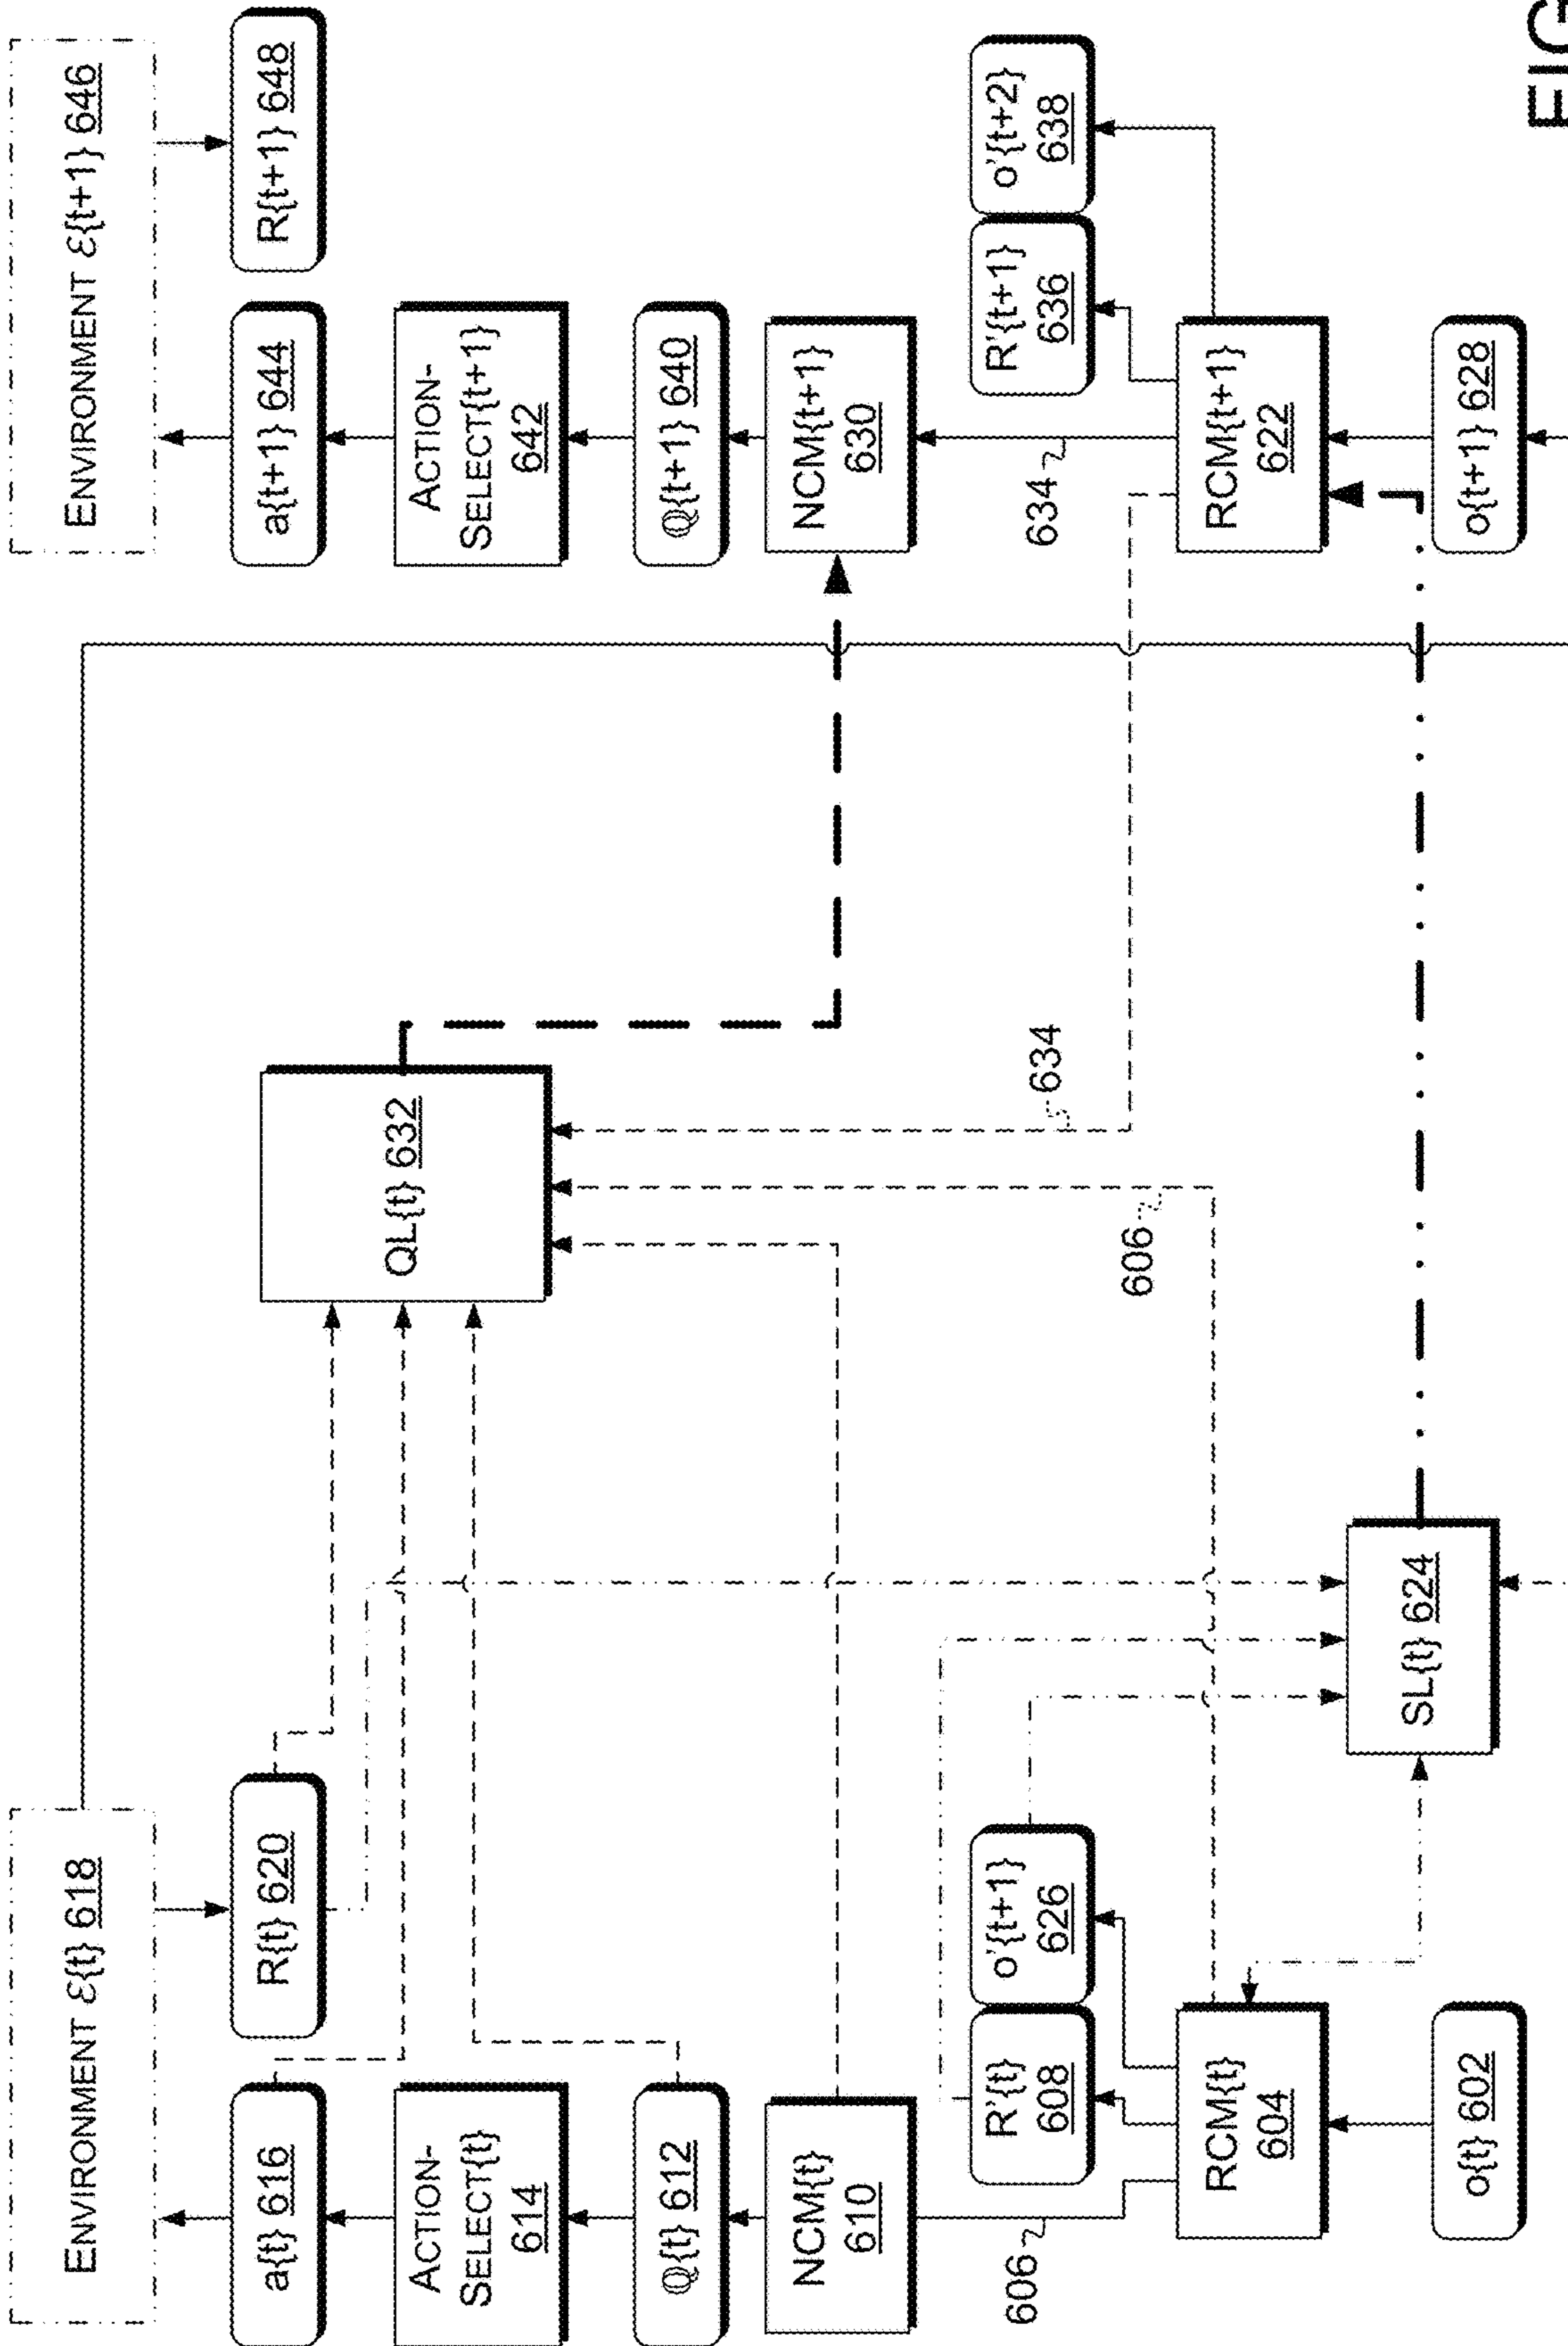 ENVIRONMENT ℰ{t} 618
ENVIRONMENT ℰ{t+1} 646
a{t} 616
R{t} 620
a{t+1} 644
R{t+1} 648
ACTION-
SELECT{t}
614
QL{t} 632
ACTION-
SELECT{t+1}
642
ℚ{t} 612
ℚ{t+1} 640
NCM{t}
610
NCM{t+1}
630
606
R'{t}
608
o'{t+1}
626
634
634
R'{t+1}
636
o'{t+2}
638
606
RCM{t}
604
RCM{t+1}
622
SL{t} 624
o{t} 602
o{t+1} 628
FIG